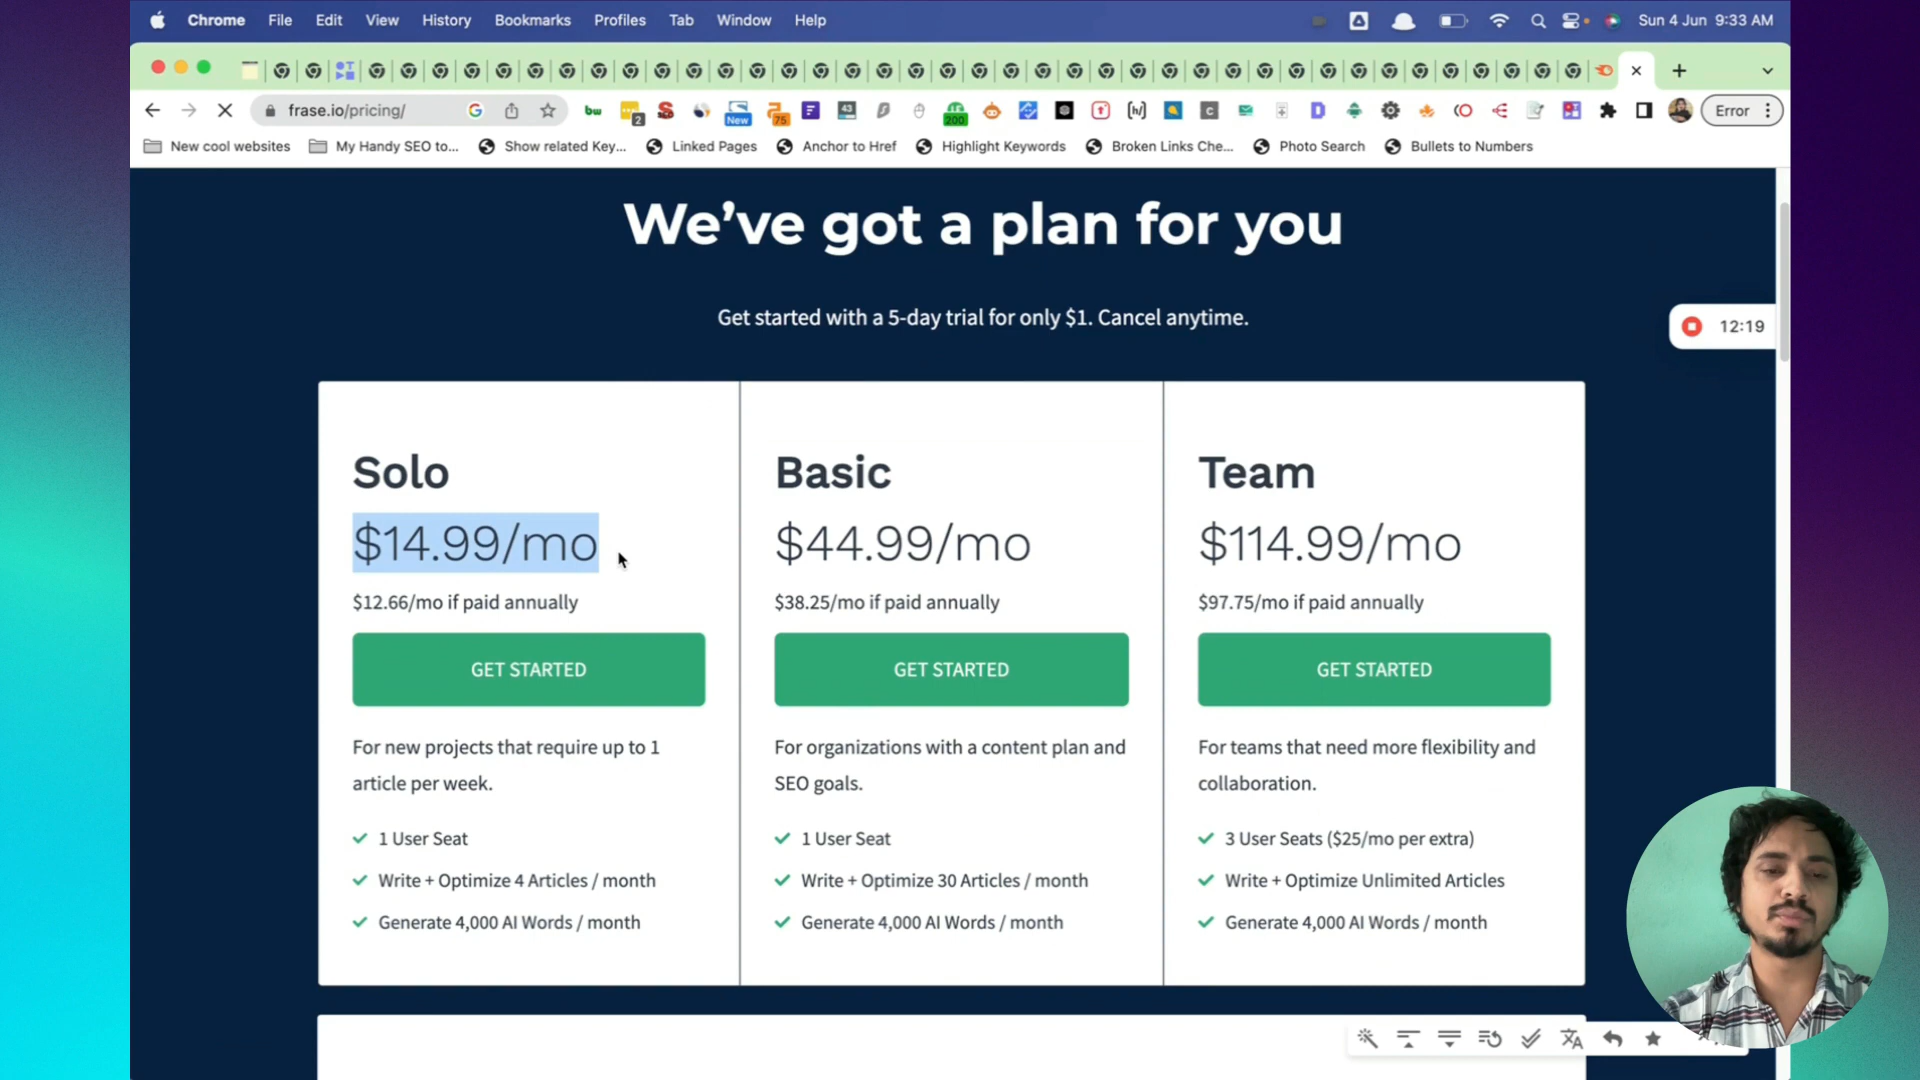 Chrome File Edit View History Bookmarks Profiles Tab Window Help Sun 4 Jun 9:33 AM
frase.io/pricing/ 2 New 75 43 200 Error
New cool websites My Handy SEO to... Show related Key... Linked Pages Anchor to Href Highlight Keywords Broken Links Che... Photo Search Bullets to Numbers
We've got a plan for you
Get started with a 5-day trial for only $1. Cancel anytime.
12:19
Solo
$14.99/mo
$12.66/mo if paid annually
GET STARTED
For new projects that require up to 1
article per week.
1 User Seat
Write + Optimize 4 Articles / month
Generate 4,000 AI Words / month
Basic
$44.99/mo
$38.25/mo if paid annually
GET STARTED
For organizations with a content plan and
SEO goals.
1 User Seat
Write + Optimize 30 Articles / month
Generate 4,000 AI Words / month
Team
$114.99/mo
$97.75/mo if paid annually
GET STARTED
For teams that need more flexibility and
collaboration.
3 User Seats ($25/mo per extra)
Write + Optimize Unlimited Articles
Generate 4,000 AI Words / month